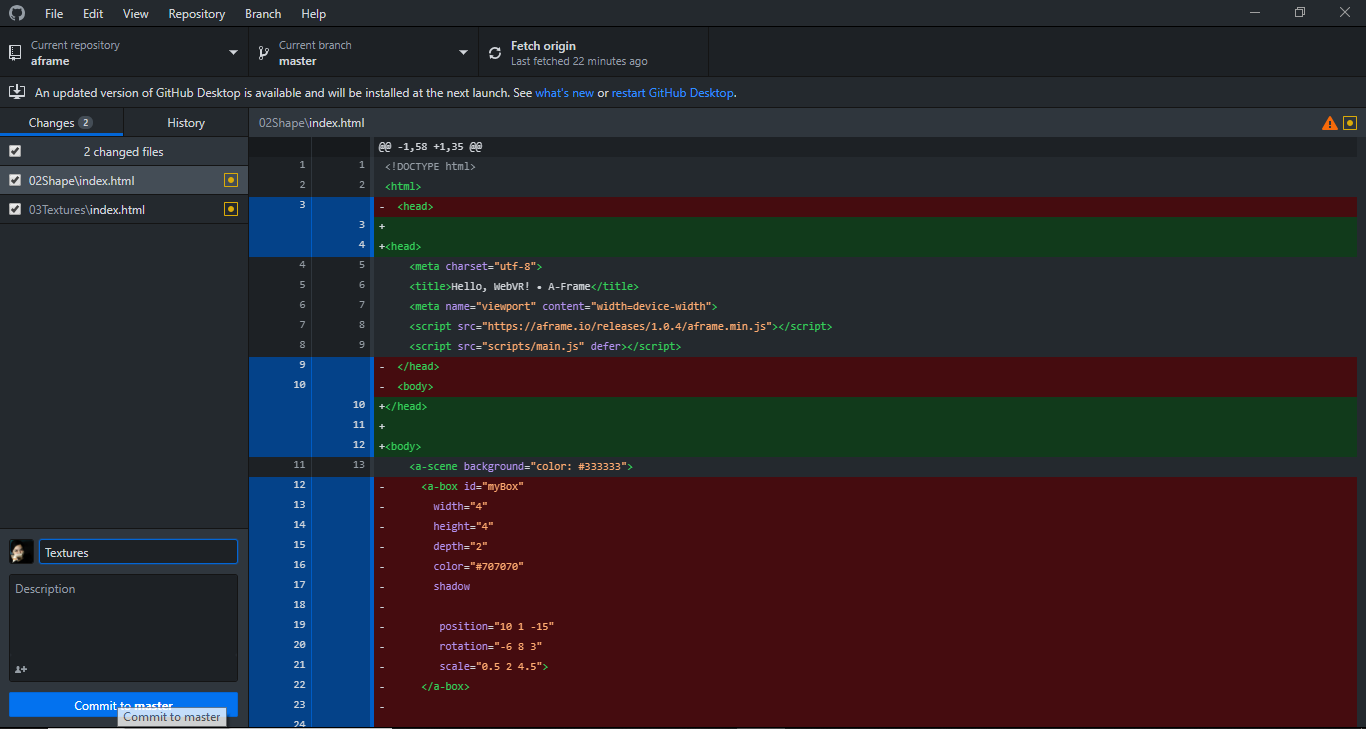 File Edit View Repository Branch Help
Current repository
aframe
Current branch
master
Fetch origin
Last fetched 22 minutes ago
An updated version of GitHub Desktop is available and will be installed at the next launch. See what's new or restart GitHub Desktop.
Changes 2 History
02Shape\index.html
2 changed files
02Shape\index.html
03Textures\index.html
@@ -1,58 +1,35 @@
1 1 <!DOCTYPE html>
2 2 <html>
3 - <head>
3 +
4 +<head>
4 5 <meta charset="utf-8">
5 6 <title>Hello, WebVR! • A-Frame</title>
6 7 <meta name="viewport" content="width=device-width">
7 8 <script src="https://aframe.io/releases/1.0.4/aframe.min.js"></script>
8 9 <script src="scripts/main.js" defer></script>
9 - </head>
10 - <body>
10 +</head>
11 +
12 +<body>
11 13 <a-scene background="color: #333333">
12 - <a-box id="myBox"
13 - width="4"
14 - height="4"
15 - depth="2"
16 - color="#707070"
17 - shadow
18 -
19 - position="10 1 -15"
20 - rotation="-6 8 3"
21 - scale="0.5 2 4.5">
22 - </a-box>
23 -
24
Textures
Description
Commit to master
Commit to master